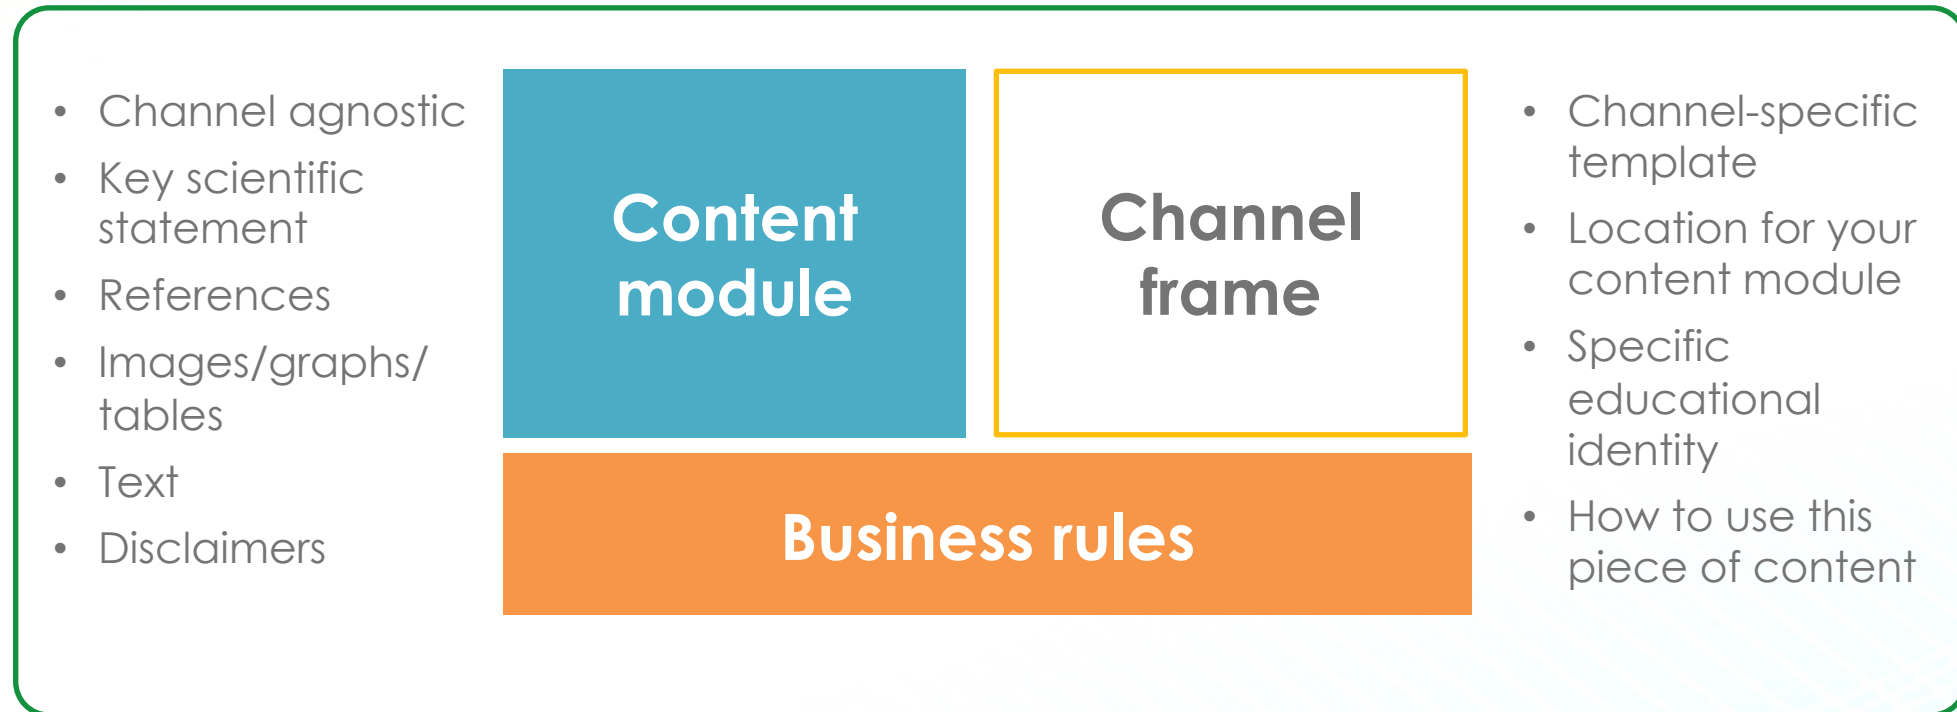 • Channel agnostic
• Key scientific
statement
• References
• Images/graphs/
tables
• Text
• Disclaimers
Content
module
Channel
frame
Business rules
• Channel-specific
template
• Location for your
content module
• Specific
educational
identity
• How to use this
piece of content